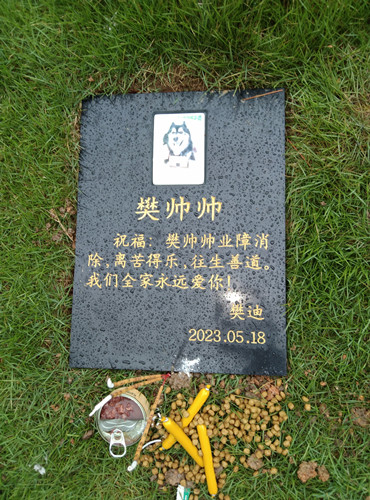 樊帅帅
祝福：樊帅帅业障消
除，离苦得乐，往生善道。
我们全家永远爱你！
樊迪
2023.05.18